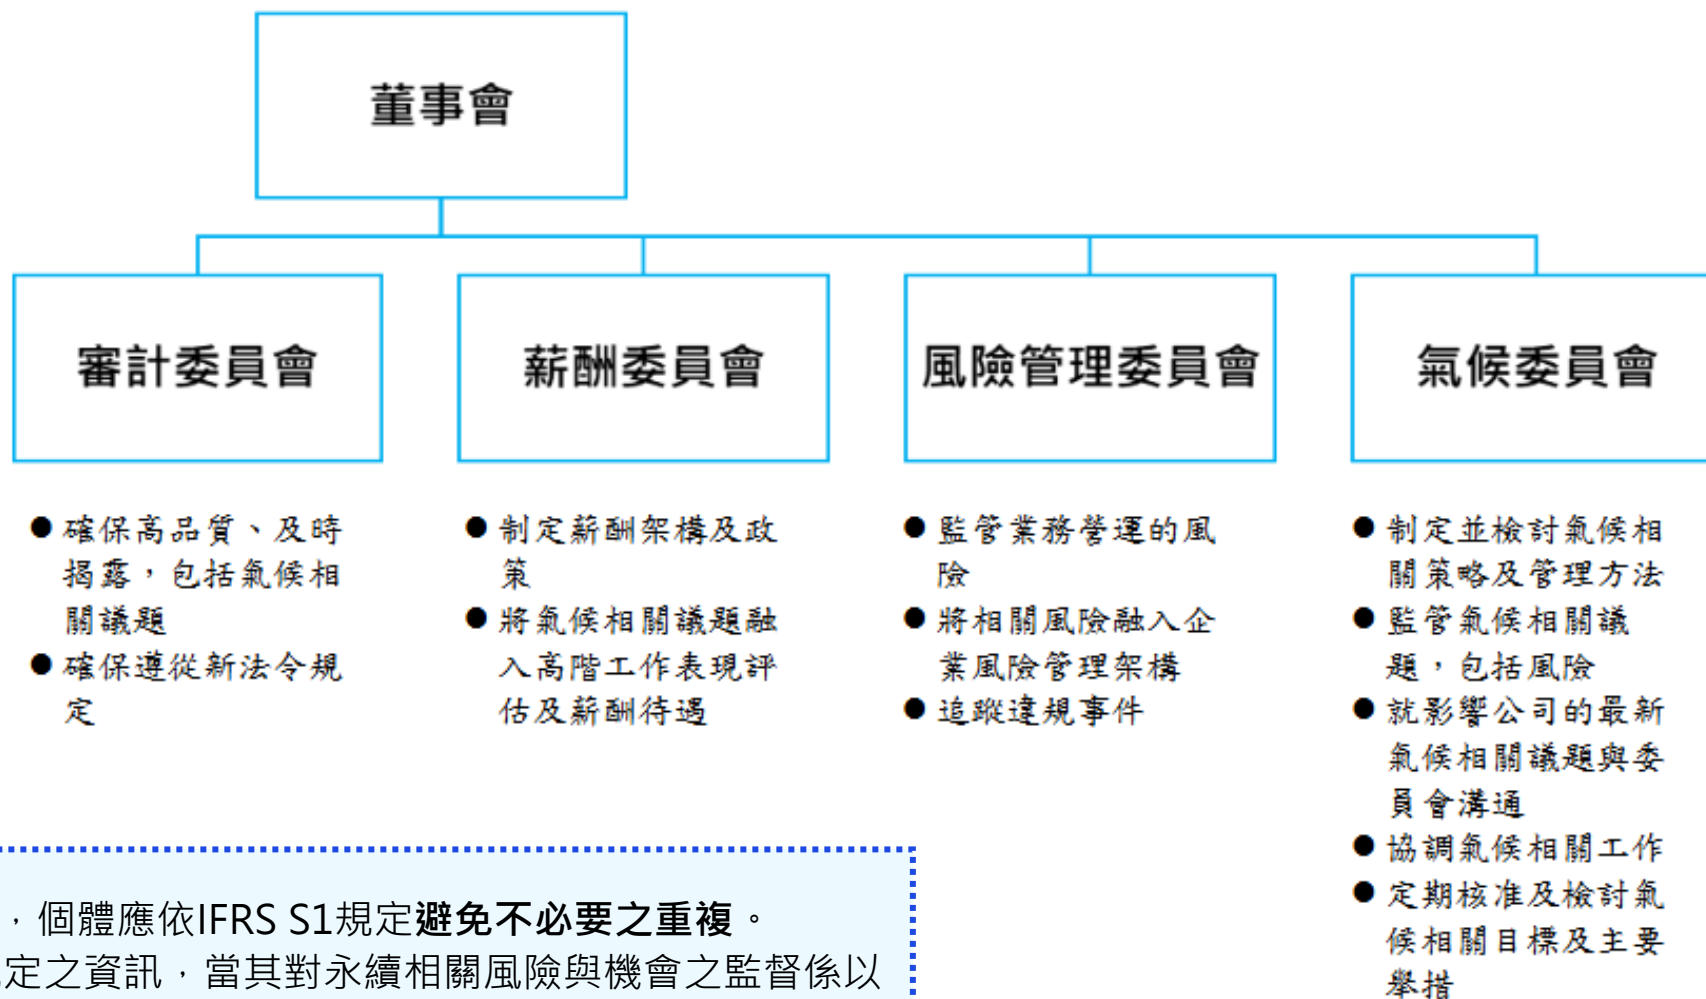 董事會
審計委員會
薪酬委員會
風險管理委員會
氣候委員會
●確保高品質、及時
揭露，包括氣候相
關議題
●確保遵從新法令規
定
●制定薪酬架構及政
策
●將氣候相關議題融
入高階工作表現評
估及薪酬待遇
●監管業務營運的風
險
●將相關風險融入企
業風險管理架構
●追蹤違規事件
●制定並檢討氣候相
關策略及管理方法
●監管氣候相關議
題，包括風險
●就影響公司的最新
氣候相關議題與委
員會溝通
●協調氣候相關工作
●定期核准及檢討氣
候相關目標及主要
舉措
，個體應依IFRS S1規定避免不必要之重複。
定之資訊，當其對永續相關風險與機會之監督係以